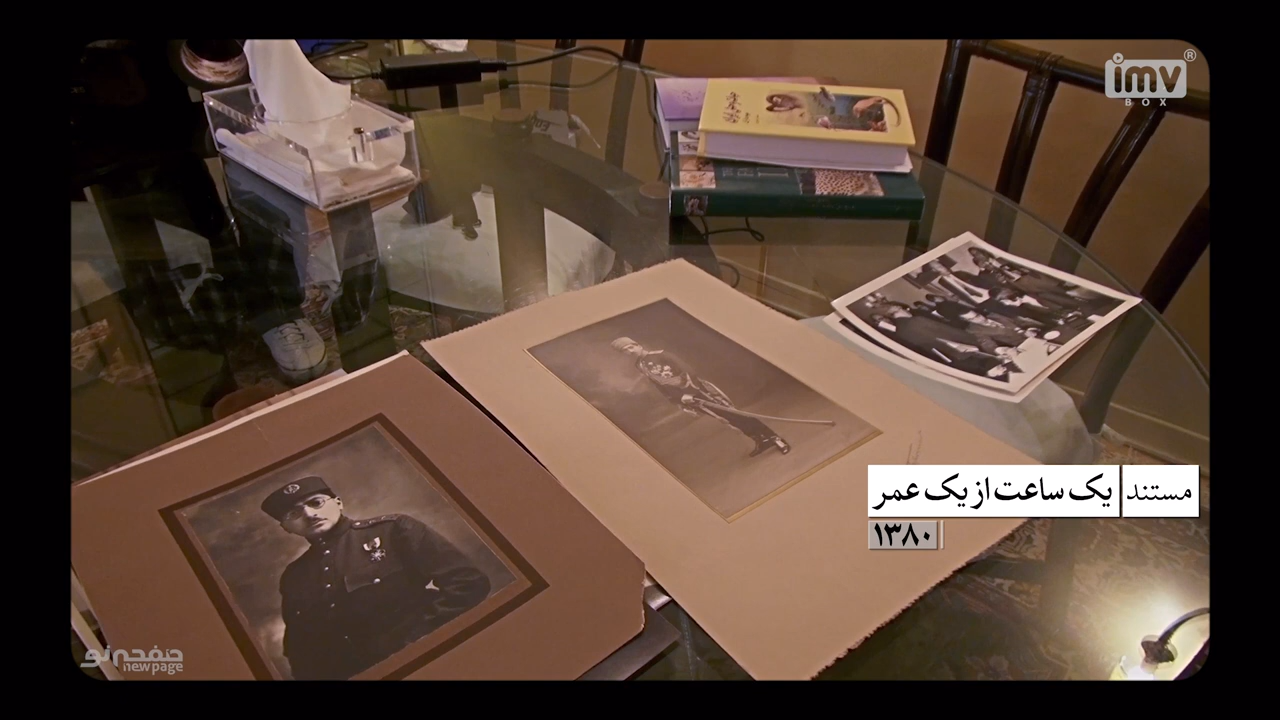 imv
BOX
مستند یک ساعت از یک عمر
۱۳۸۰
صفحه نو
newpage